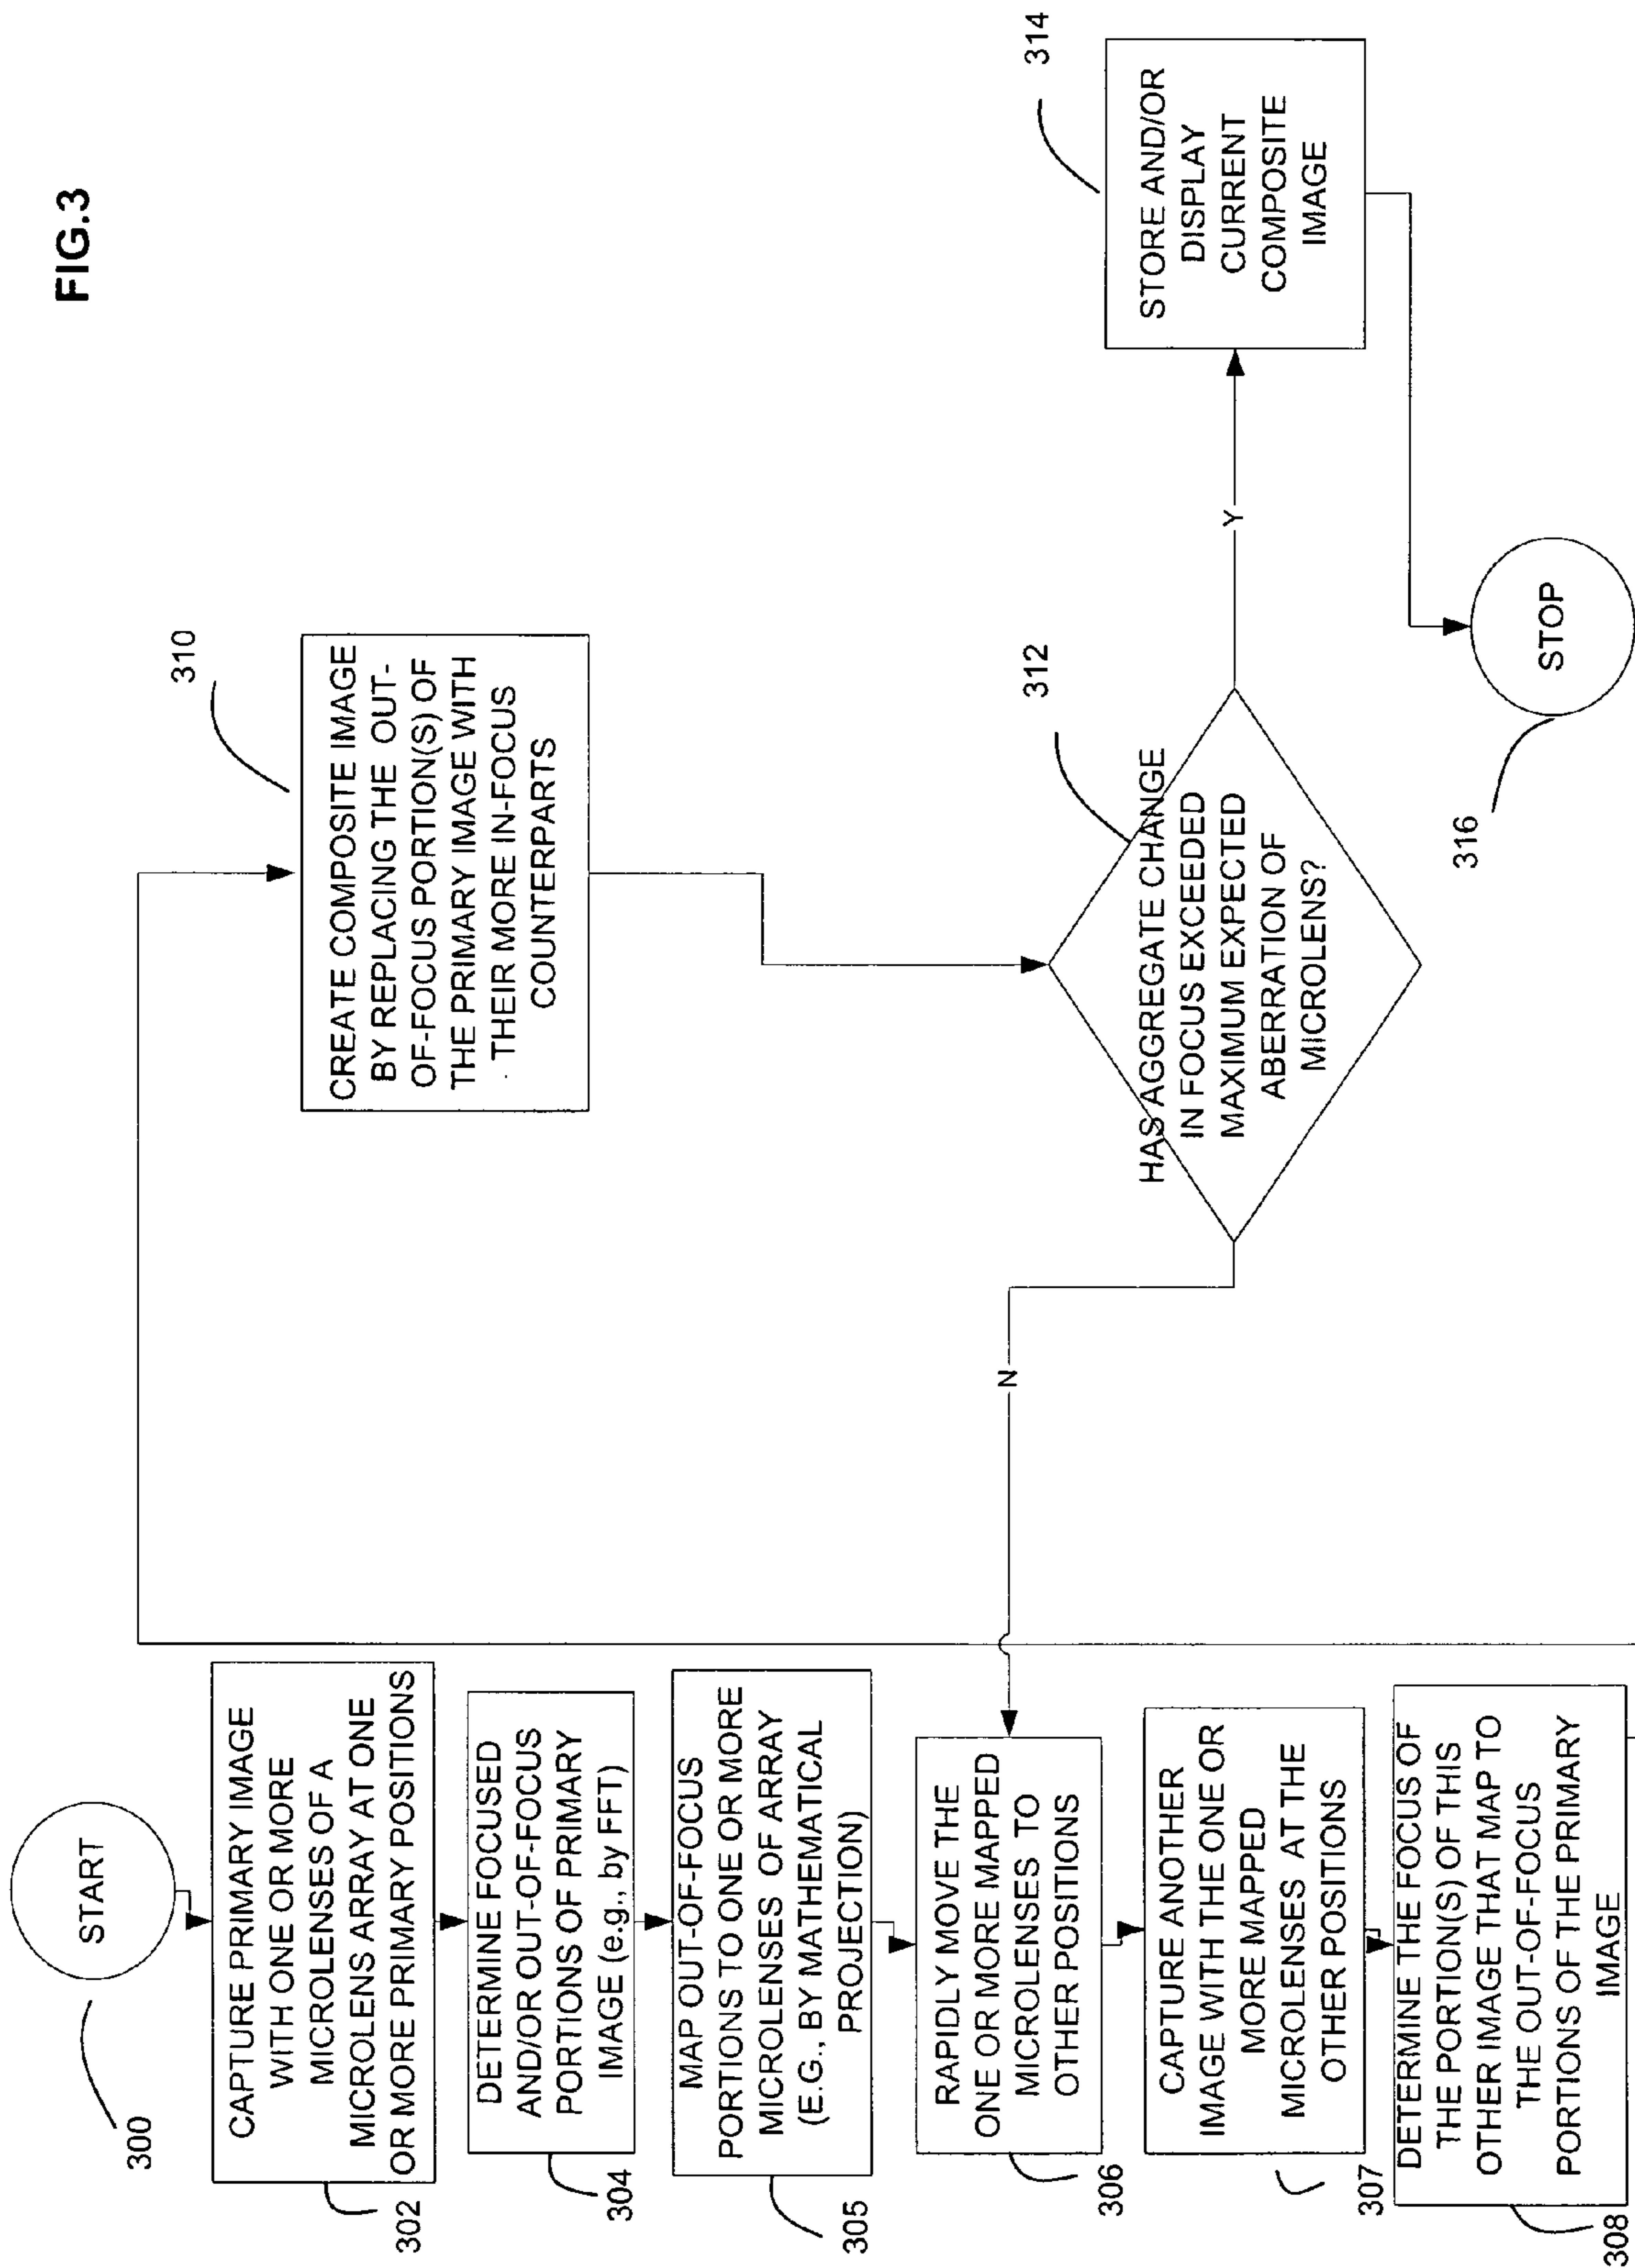 FIG.3
START
300
CAPTURE PRIMARY IMAGE
WITH ONE OR MORE
MICROLENSES OF A
MICROLENS ARRAY AT ONE
OR MORE PRIMARY POSITIONS
302
DETERMINE FOCUSED
AND/OR OUT-OF-FOCUS
PORTIONS OF PRIMARY
IMAGE (e.g., by FFT)
304
MAP OUT-OF-FOCUS
PORTIONS TO ONE OR MORE
MICROLENSES OF ARRAY
(E.G., BY MATHEMATICAL
PROJECTION)
305
RAPIDLY MOVE THE
ONE OR MORE MAPPED
MICROLENSES TO
OTHER POSITIONS
306
CAPTURE ANOTHER
IMAGE WITH THE ONE OR
MORE MAPPED
MICROLENSES AT THE
OTHER POSITIONS
307
DETERMINE THE FOCUS OF
THE PORTION(S) OF THIS
OTHER IMAGE THAT MAP TO
THE OUT-OF-FOCUS
PORTIONS OF THE PRIMARY
IMAGE
308
CREATE COMPOSITE IMAGE
BY REPLACING THE OUT-
OF-FOCUS PORTION(S) OF
THE PRIMARY IMAGE WITH
THEIR MORE IN-FOCUS
COUNTERPARTS
310
HAS AGGREGATE CHANGE
IN FOCUS EXCEEDED
MAXIMUM EXPECTED
ABERRATION OF
MICROLENS?
312
N
Y
STORE AND/OR
DISPLAY
CURRENT
COMPOSITE
IMAGE
314
STOP
316